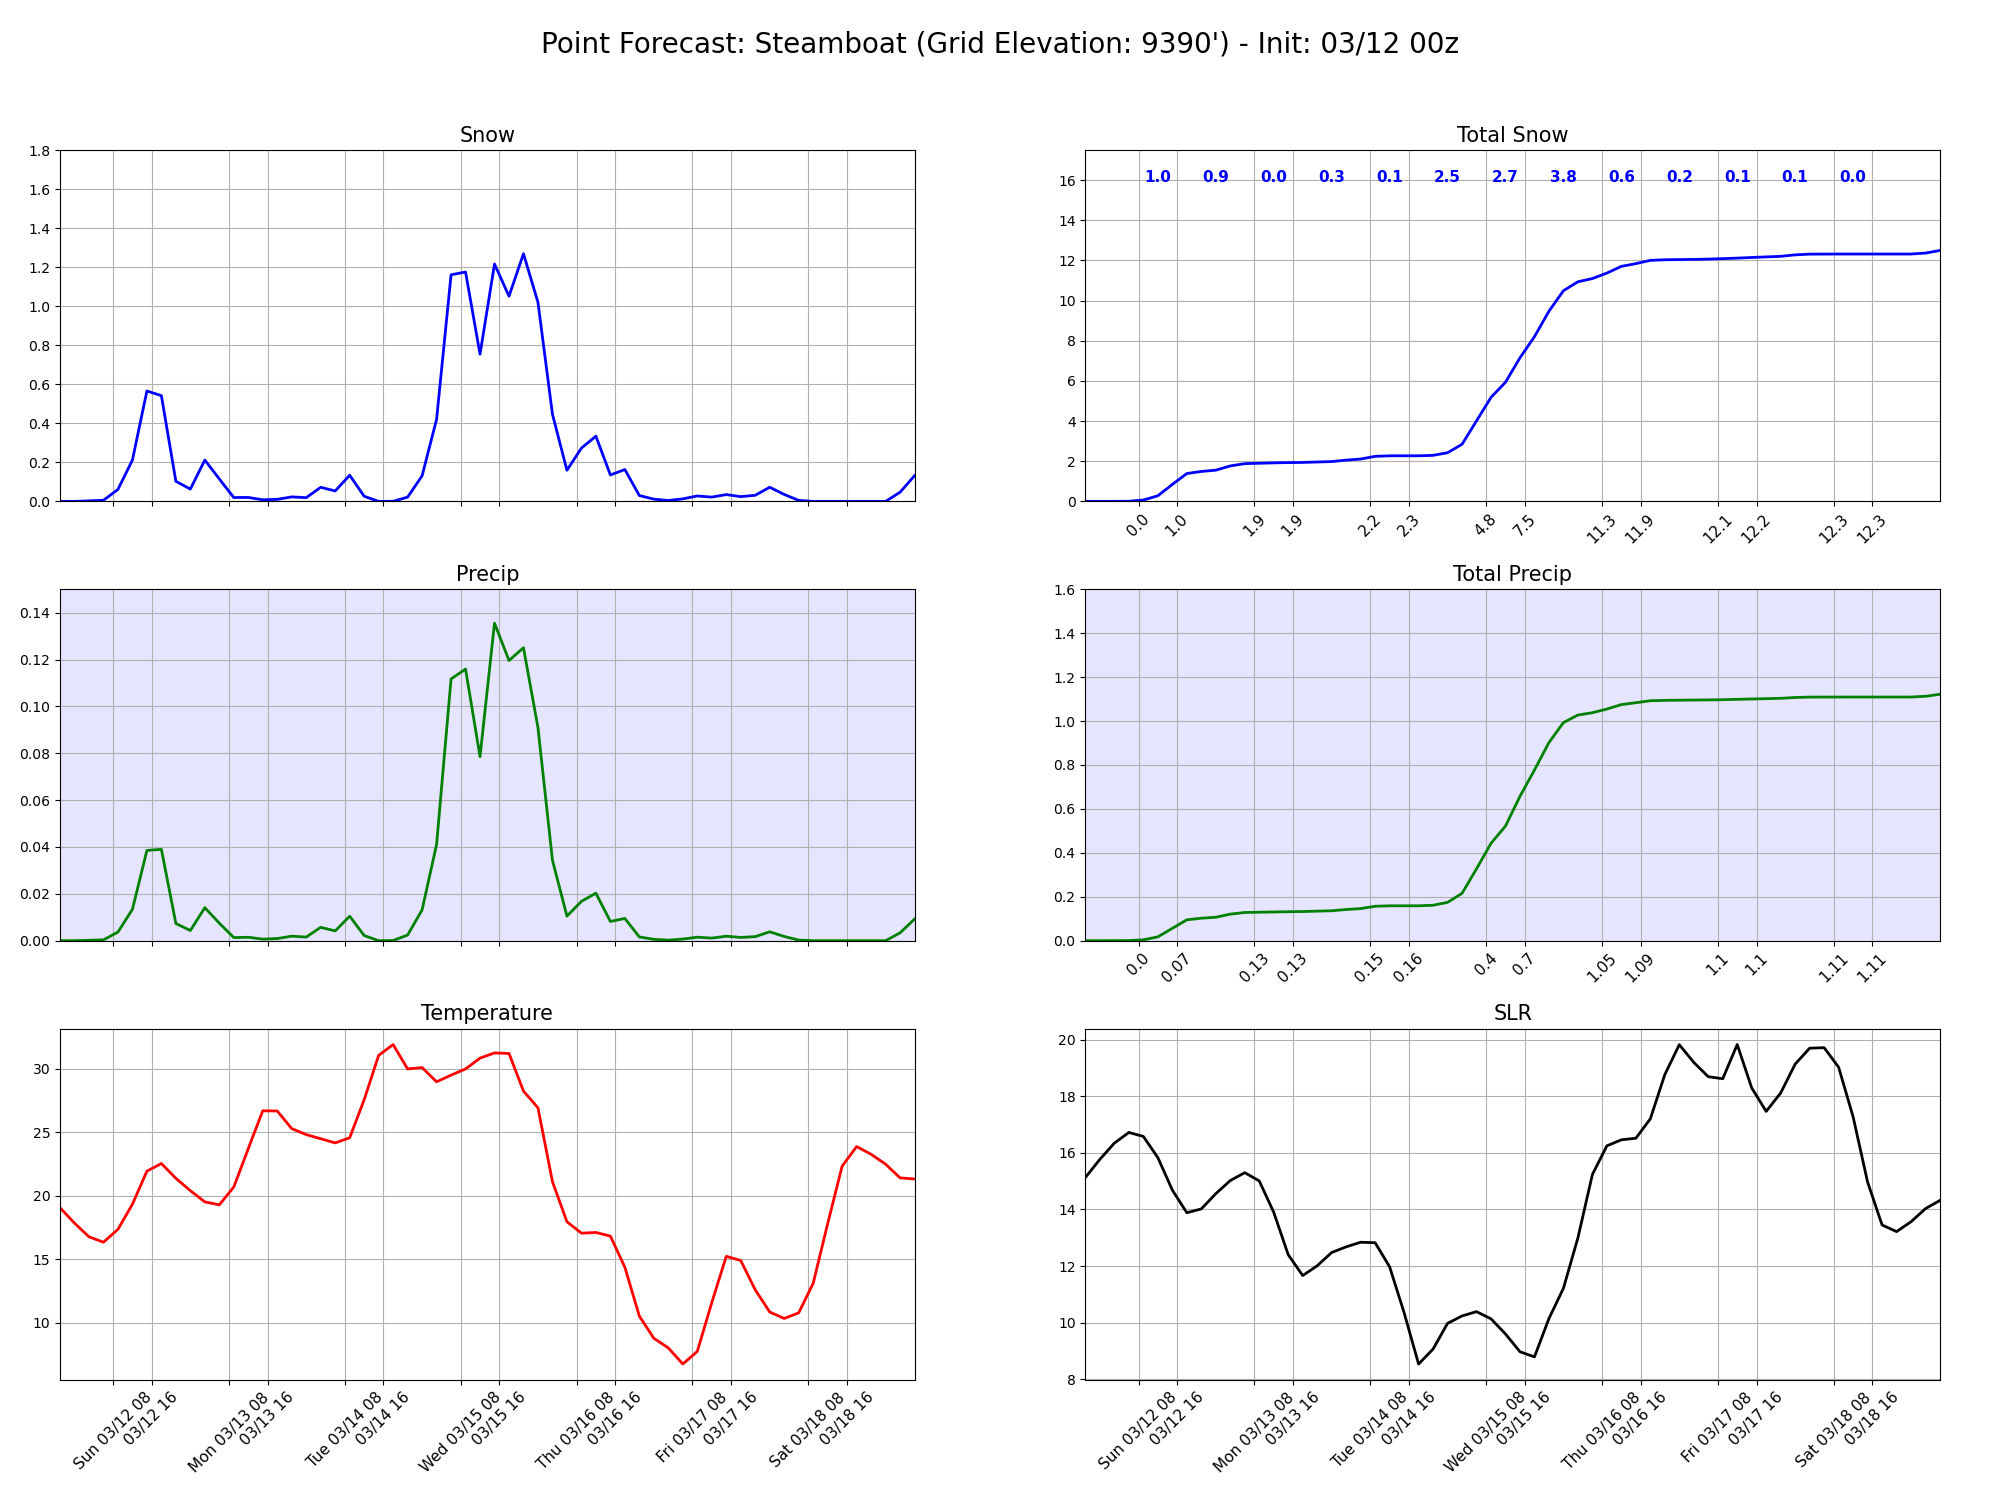 Point Forecast: Steamboat (Grid Elevation: 9390') - Init: 03/12 00z
Snow
1.8
1.6
1.4
1.2
1.0
0.8
0.6
0.4
0.2
0.0
Total Snow
1.0 0.9 0.0 0.3 0.1 2.5 2.7 3.8 0.6 0.2 0.1 0.1 0.0
16
14
12
10
8
6
4
2
0
0.0 1.0 1.9 1.9 2.2 2.3 4.8 7.5 11.3 11.9 12.1 12.2 12.3 12.3
Precip
0.14
0.12
0.10
0.08
0.06
0.04
0.02
0.00
Total Precip
1.6
1.4
1.2
1.0
0.8
0.6
0.4
0.2
0.0
0.0 0.07 0.13 0.13 0.15 0.16 0.4 0.7 1.05 1.09 1.1 1.1 1.11 1.11
Temperature
30
25
20
15
10
Sun 03/12 08
03/12 16
Mon 03/13 08
03/13 16
Tue 03/14 08
03/14 16
Wed 03/15 08
03/15 16
Thu 03/16 08
03/16 16
Fri 03/17 08
03/17 16
Sat 03/18 08
03/18 16
SLR
20
18
16
14
12
10
8
Sun 03/12 08
03/12 16
Mon 03/13 08
03/13 16
Tue 03/14 08
03/14 16
Wed 03/15 08
03/15 16
Thu 03/16 08
03/16 16
Fri 03/17 08
03/17 16
Sat 03/18 08
03/18 16